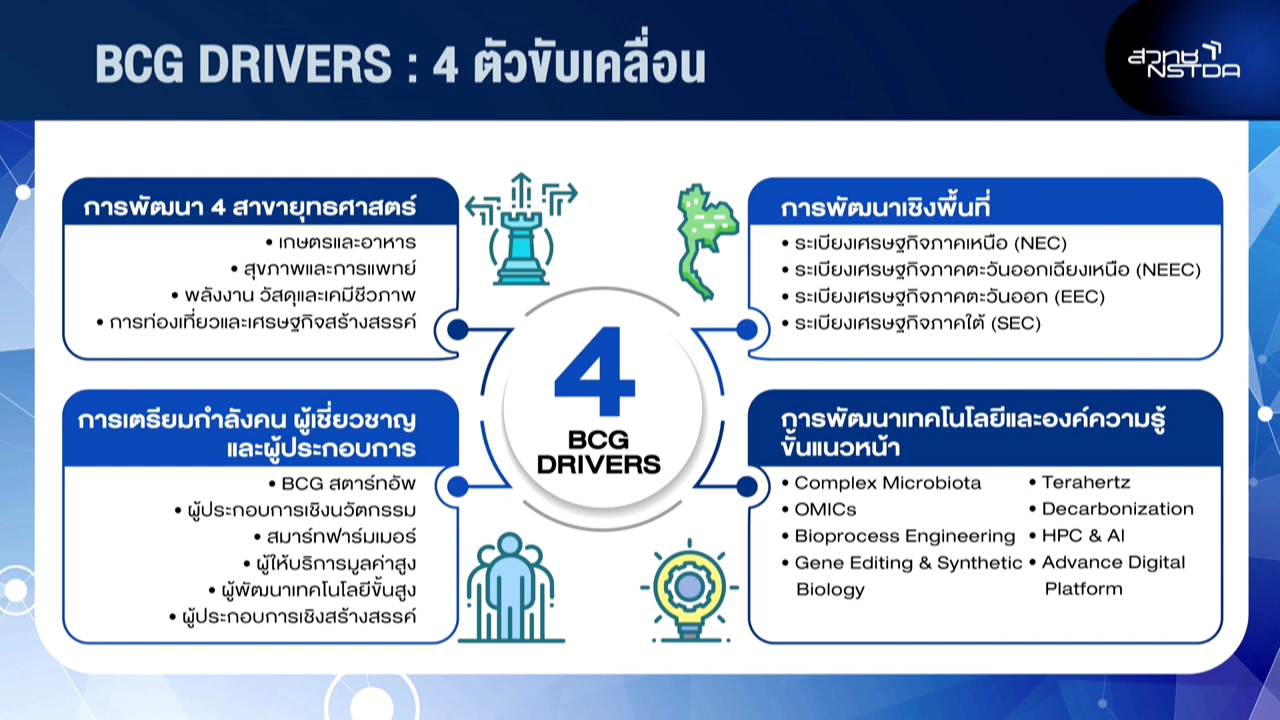 BCG DRIVERS : 4 ตัวขับเคลื่อน
สวทช
NSTDA
การพัฒนา 4 สาขายุทธศาสตร์
• เกษตรและอาหาร
• สุขภาพและการแพทย์
• พลังงาน วัสดุและเคมีชีวภาพ
• การท่องเที่ยวและเศรษฐกิจสร้างสรรค์
การพัฒนาเชิงพื้นที่
• ระเบียงเศรษฐกิจภาคเหนือ (NEC)
• ระเบียงเศรษฐกิจภาคตะวันออกเฉียงเหนือ (NEEC)
• ระเบียงเศรษฐกิจภาคตะวันออก (EEC)
• ระเบียงเศรษฐกิจภาคใต้ (SEC)
4
BCG
DRIVERS
การเตรียมกำลังคน ผู้เชี่ยวชาญ
และผู้ประกอบการ
• BCG สตาร์ทอัพ
• ผู้ประกอบการเชิงนวัตกรรม
• สมาร์ทฟาร์มเมอร์
• ผู้ให้บริการมูลค่าสูง
• ผู้พัฒนาเทคโนโลยีขั้นสูง
• ผู้ประกอบการเชิงสร้างสรรค์
การพัฒนาเทคโนโลยีและองค์ความรู้
ขั้นแนวหน้า
• Complex Microbiota
• OMICs
• Bioprocess Engineering
• Gene Editing & Synthetic
Biology
• Terahertz
• Decarbonization
• HPC & AI
• Advance Digital
Platform